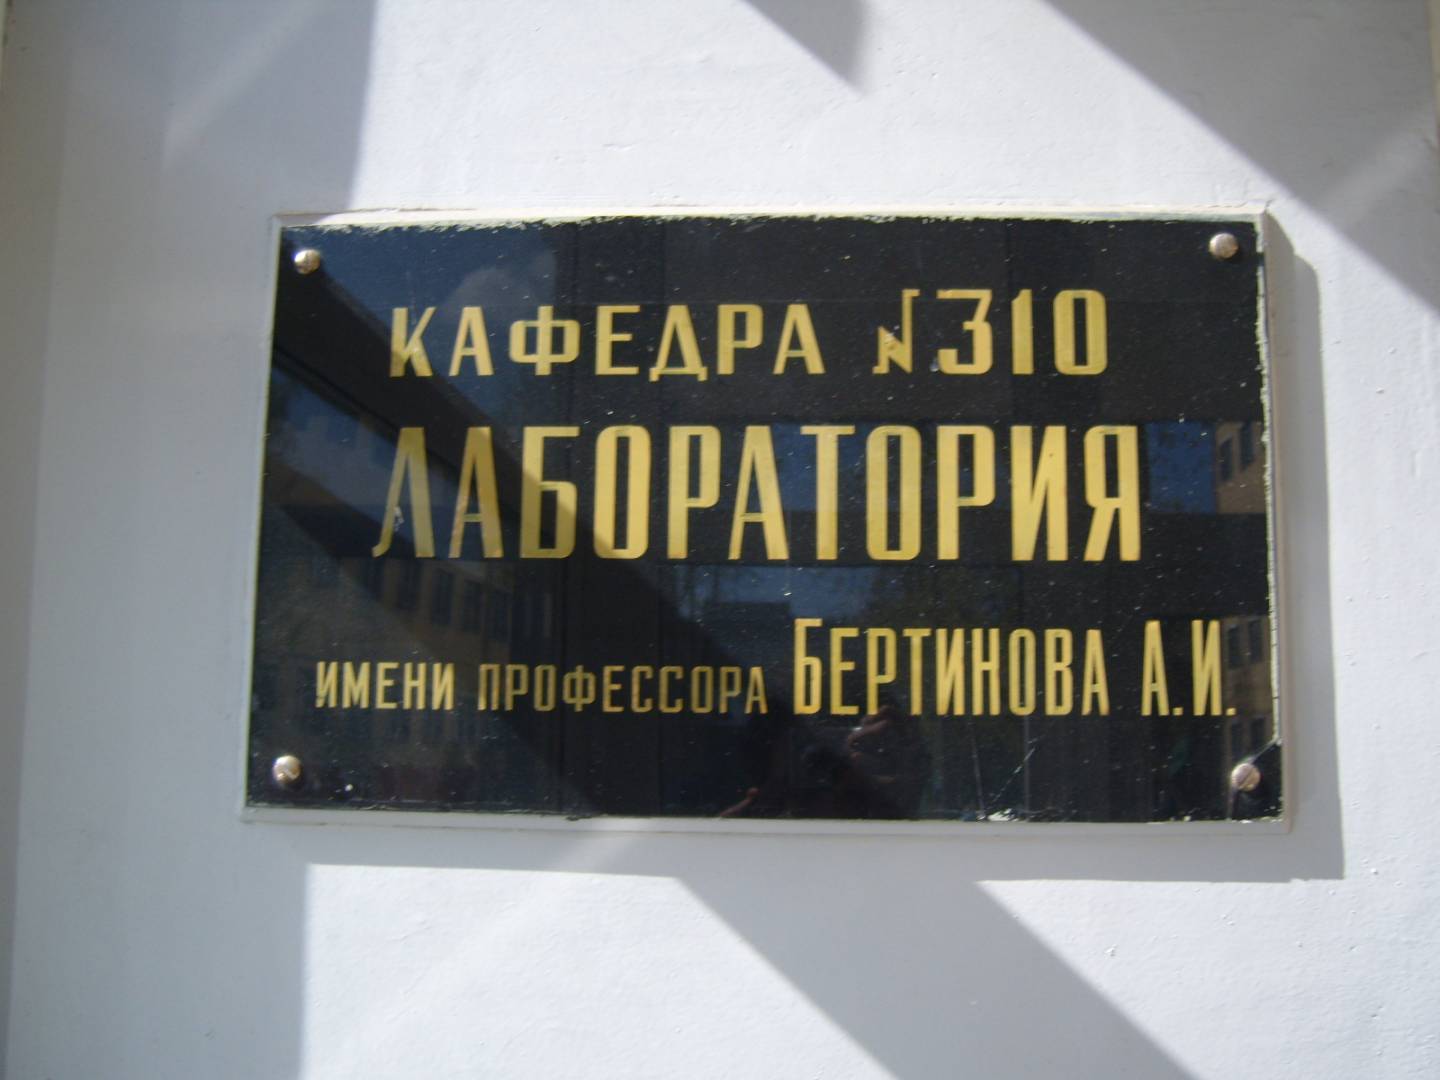 КАФЕДРА №310
ЛАБОРАТОРИЯ
ИМЕНИ ПРОФЕССОРА БЕРТИНОВА А.И.